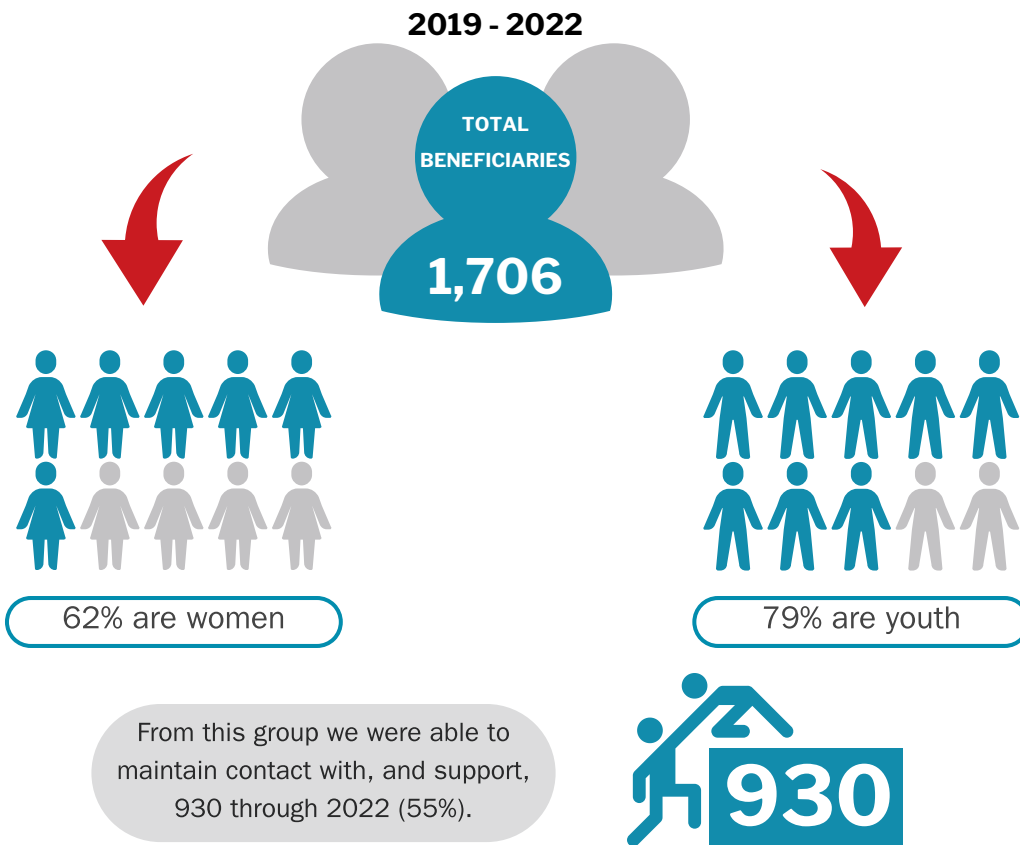 2019 - 2022
TOTAL
BENEFICIARIES
1,706
62% are women
79% are youth
From this group we were able to
maintain contact with, and support,
930 through 2022 (55%).
930